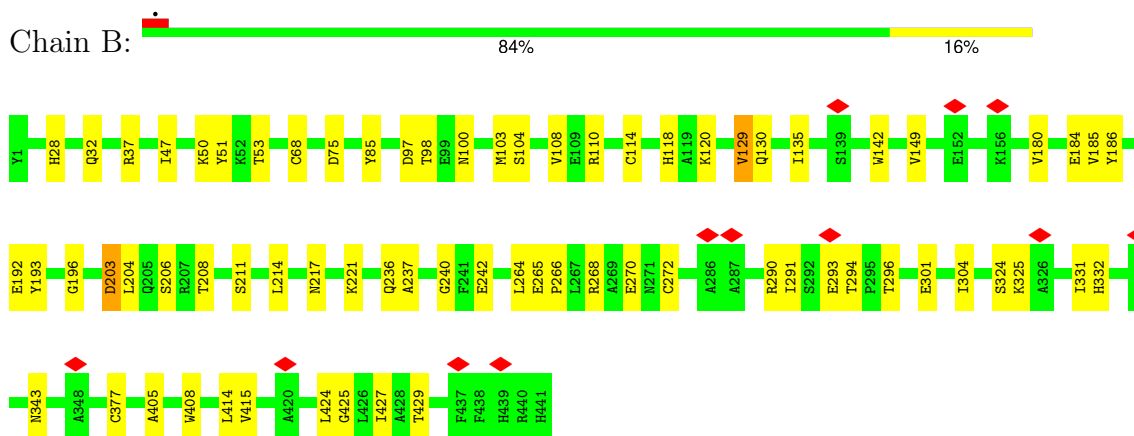 Chain B:
84% 16%
Y1 H28 Q32 R37 I47 K50 Y51 K52 T53 C68 D75 Y85 D97 T98 E99 N100 M103 S104 V108 E109 R110 C114 H118 A119 K120 V129 Q130 I135 S139 W142 V149 E152 K156 V180 E184 V185 Y186
E192 Y193 G196 D203 L204 Q205 S206 R207 T208 S211 L214 N217 K221 Q236 A237 G240 F241 E242 L264 E265 P266 L267 R268 A269 E270 N271 C272 A286 A287 R290 I291 S292 E293 T294 P295 T296 E301 I304 S324 K325 A326 I331 H332
N343 A348 C377 A405 W408 L414 V415 A420 L424 G425 L426 I427 A428 T429 F437 F438 H439 R440 H441